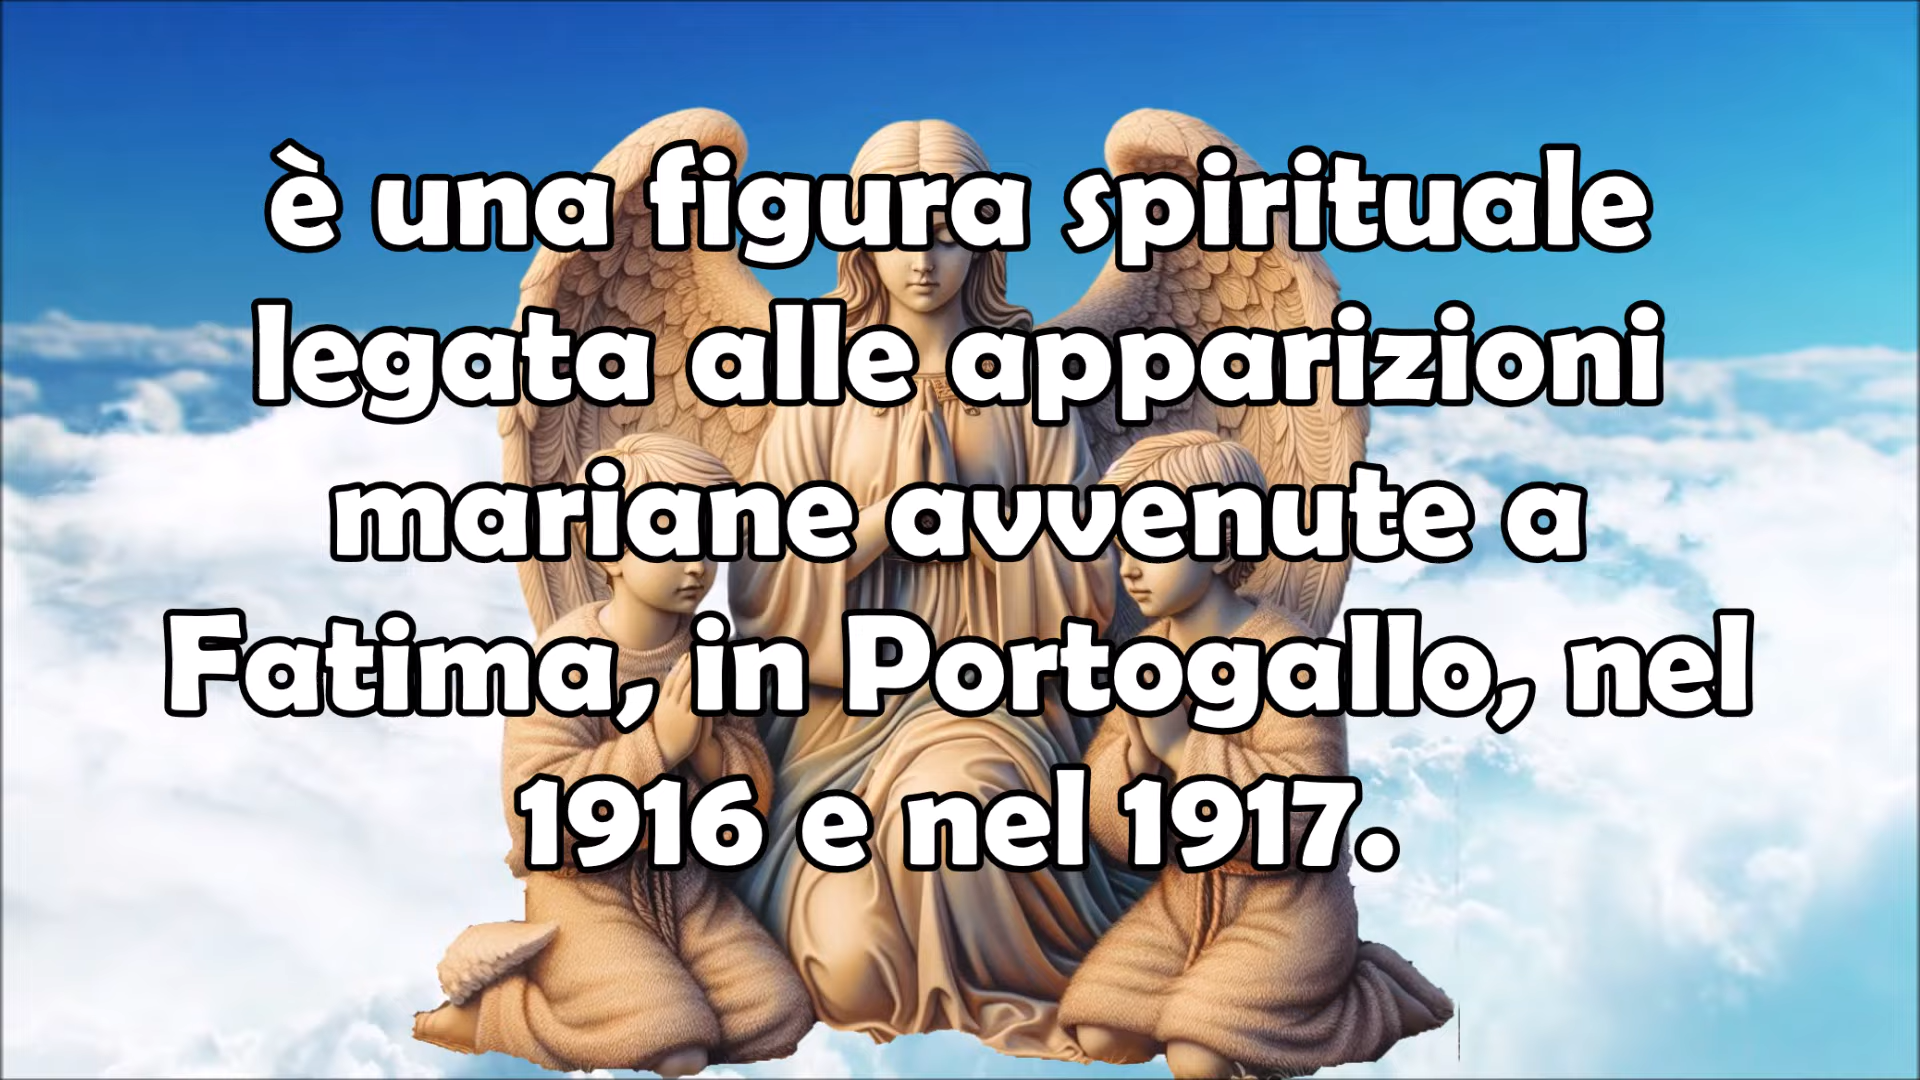 è una figura spirituale
legata alle apparizioni
mariane avvenute a
Fatima, in Portogallo, nel
1916 e nel 1917.